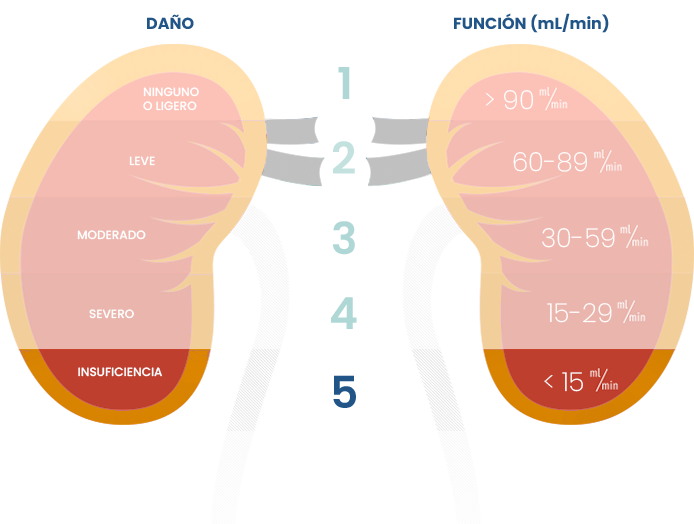 DAÑO
FUNCIÓN (mL/min)
NINGUNO
O LIGERO
1
> 90 ml/min
LEVE
2
60-89 ml/min
MODERADO
3
30-59 ml/min
SEVERO
4
15-29 ml/min
INSUFICIENCIA
5
< 15 ml/min